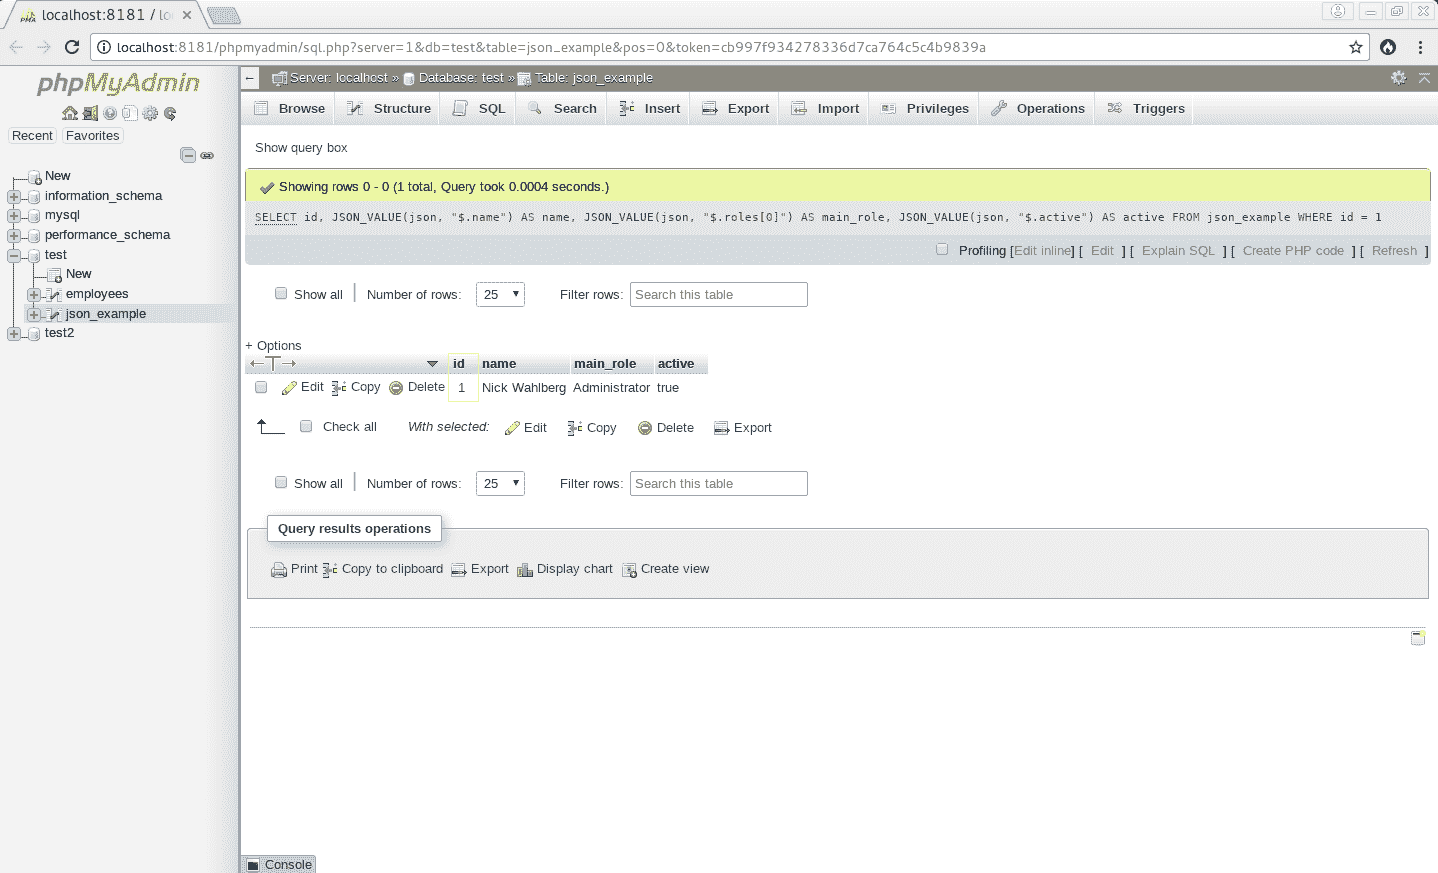 localhost:8181 / lo
localhost:8181/phpmyadmin/sql.php?server=1&db=test&table=json_example&pos=0&token=cb997f934278336d7ca764c5c4b9839a
phpMyAdmin
Recent Favorites
New
information_schema
mysql
performance_schema
test
New
employees
json_example
test2
Server: localhost » Database: test » Table: json_example
Browse Structure SQL Search Insert Export Import Privileges Operations Triggers
Show query box
Showing rows 0 - 0 (1 total, Query took 0.0004 seconds.)
SELECT id, JSON_VALUE(json, "$.name") AS name, JSON_VALUE(json, "$.roles[0]") AS main_role, JSON_VALUE(json, "$.active") AS active FROM json_example WHERE id = 1
Profiling [Edit inline] [ Edit ] [ Explain SQL ] [ Create PHP code ] [ Refresh ]
Show all Number of rows: 25 Filter rows: Search this table
+ Options
id name main_role active
Edit Copy Delete 1 Nick Wahlberg Administrator true
Check all With selected: Edit Copy Delete Export
Show all Number of rows: 25 Filter rows: Search this table
Query results operations
Print Copy to clipboard Export Display chart Create view
Console